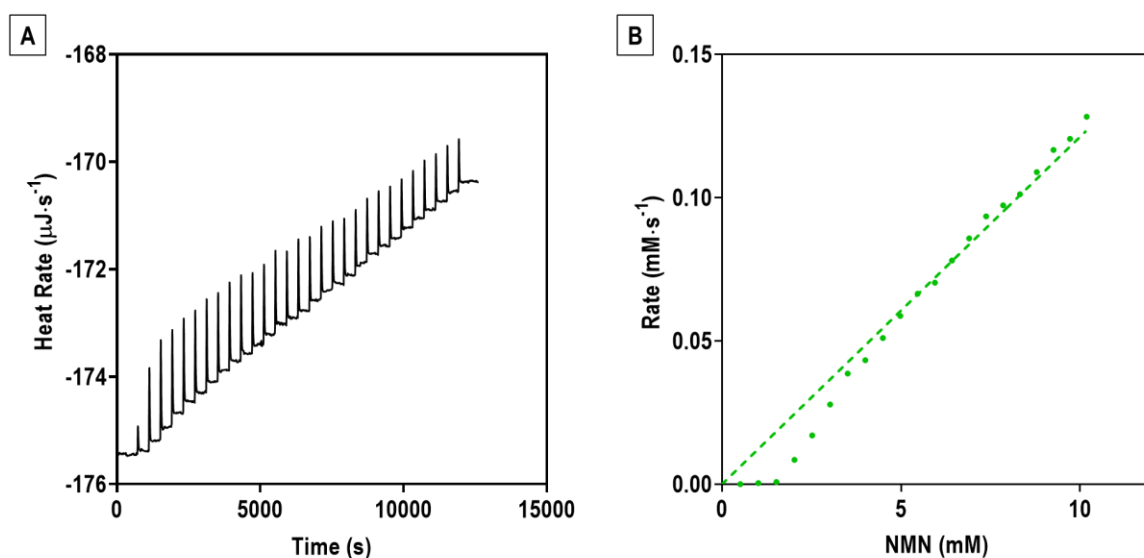 A
-168
-170
-172
-174
-176
Heat Rate (μJ·s⁻¹)
0
5000
10000
15000
Time (s)
B
0.15
0.10
0.05
0.00
Rate (mM·s⁻¹)
0
5
10
NMN (mM)